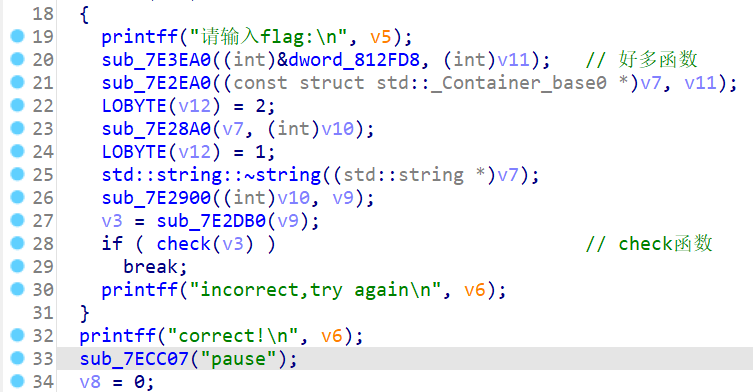 18 {
19 printff("请输入flag:\n", v5);
20 sub_7E3EA0((int)&dword_812FD8, (int)v11); // 好多函数
21 sub_7E2EA0((const struct std::_Container_base0 *)v7, v11);
22 LOBYTE(v12) = 2;
23 sub_7E28A0(v7, (int)v10);
24 LOBYTE(v12) = 1;
25 std::string::~string((std::string *)v7);
26 sub_7E2900((int)v10, v9);
27 v3 = sub_7E2DB0(v9);
28 if ( check(v3) ) // check函数
29 break;
30 printff("incorrect,try again\n", v6);
31 }
32 printff("correct!\n", v6);
33 sub_7ECC07("pause");
34 v8 = 0;